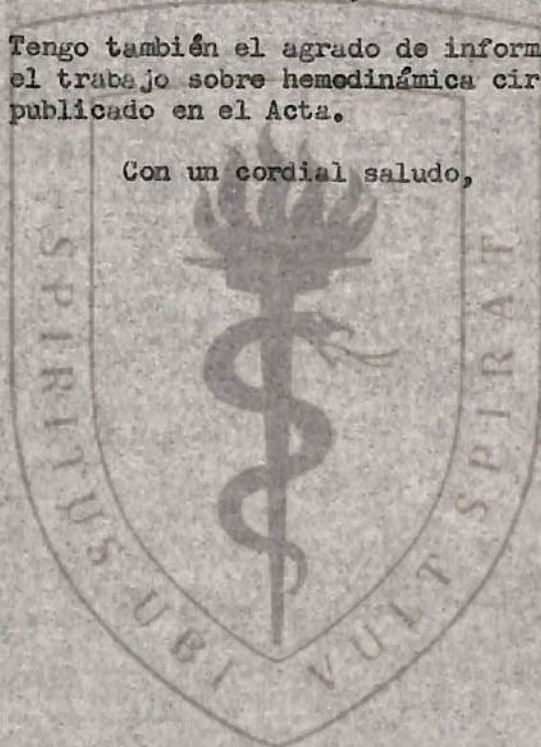 Tengo también el agrado de inform
el trabajo sobre hemodinámica cir
publicado en el Acta.
Con un cordial saludo,
SPIRITUS UBI VULT SPIRAT